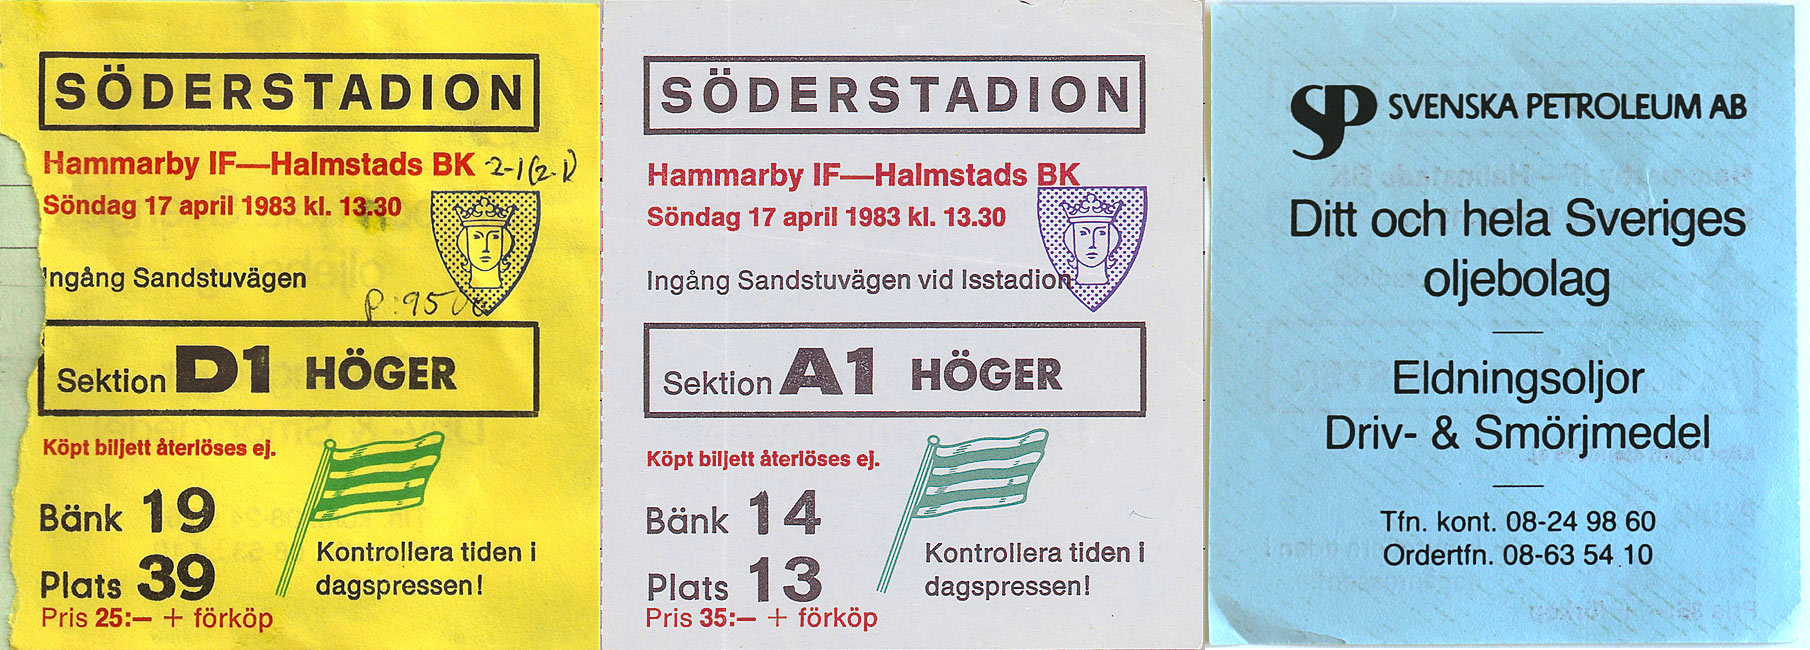 SÖDERSTADION
Hammarby IF—Halmstads BK 2-1 (2-1)
Söndag 17 april 1983 kl. 13.30
Ingång Sandstuvägen
P: 9500
Sektion D1 HÖGER
Köpt biljett återlöses ej.
Bänk 19
Plats 39
Kontrollera tiden i
dagspressen!
Pris 25:— + förköp
SÖDERSTADION
Hammarby IF—Halmstads BK
Söndag 17 april 1983 kl. 13.30
Ingång Sandstuvägen vid Isstadion
Sektion A1 HÖGER
Köpt biljett återlöses ej.
Bänk 14
Plats 13
Kontrollera tiden i
dagspressen!
Pris 35:— + förköp
SP SVENSKA PETROLEUM AB
Ditt och hela Sveriges
oljebolag
Eldningsoljor
Driv- & Smörjmedel
Tfn. kont. 08-24 98 60
Ordertfn. 08-63 54 10